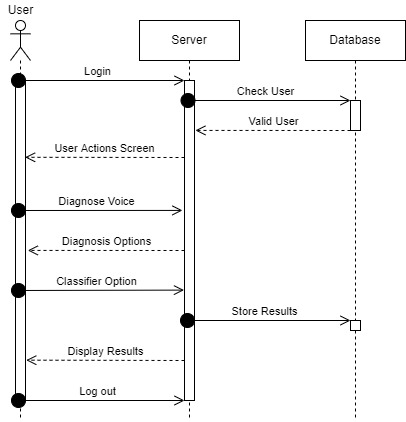 User
Server
Database
Login
Check User
Valid User
User Actions Screen
Diagnose Voice
Diagnosis Options
Classifier Option
Store Results
Display Results
Log out